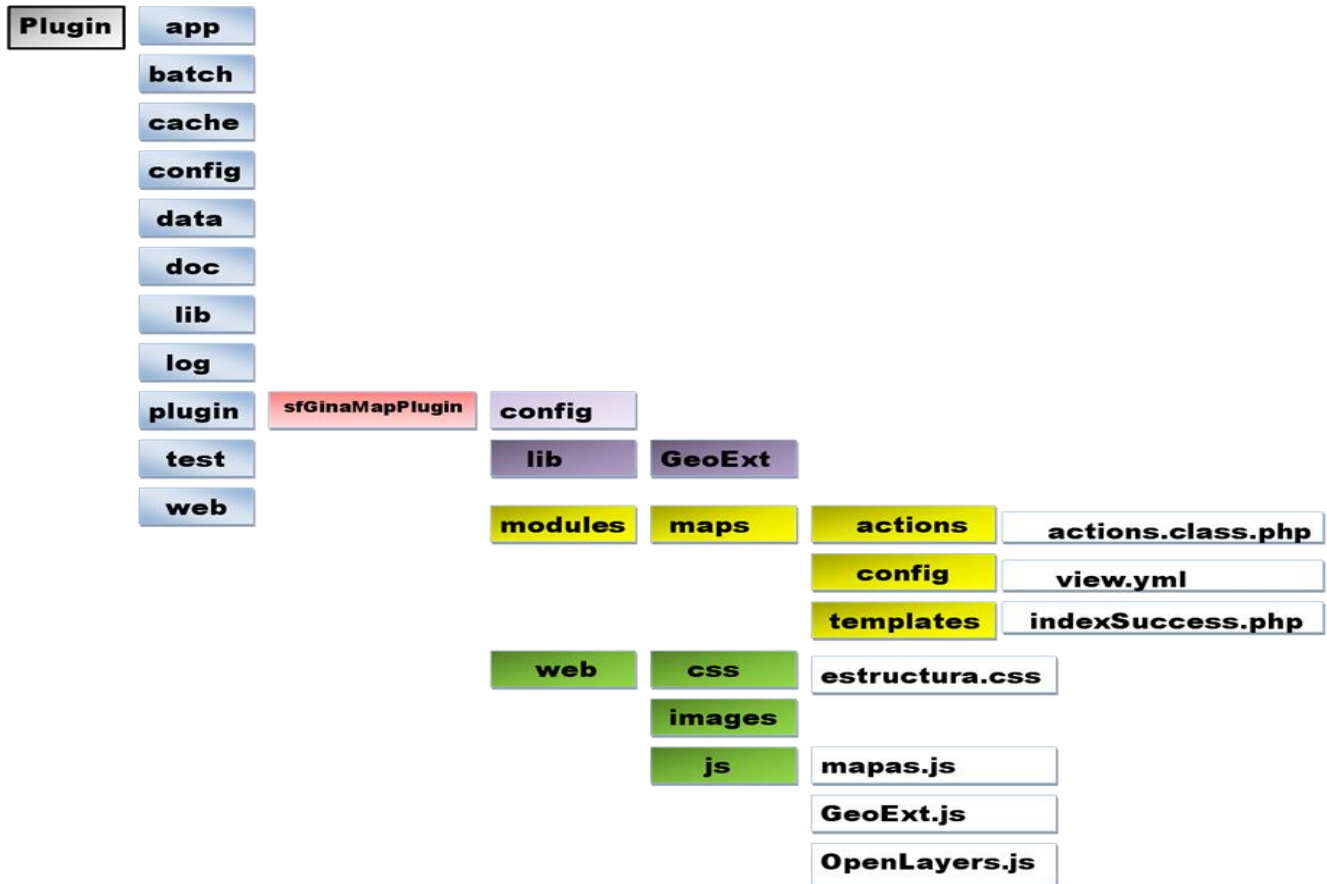 Plugin app
batch
cache
config
data
doc
lib
log
plugin sfGinaMapPlugin config
test lib GeoExt
web modules maps actions actions.class.php
config view.yml
templates indexSuccess.php
web css estructura.css
images
js mapas.js
GeoExt.js
OpenLayers.js